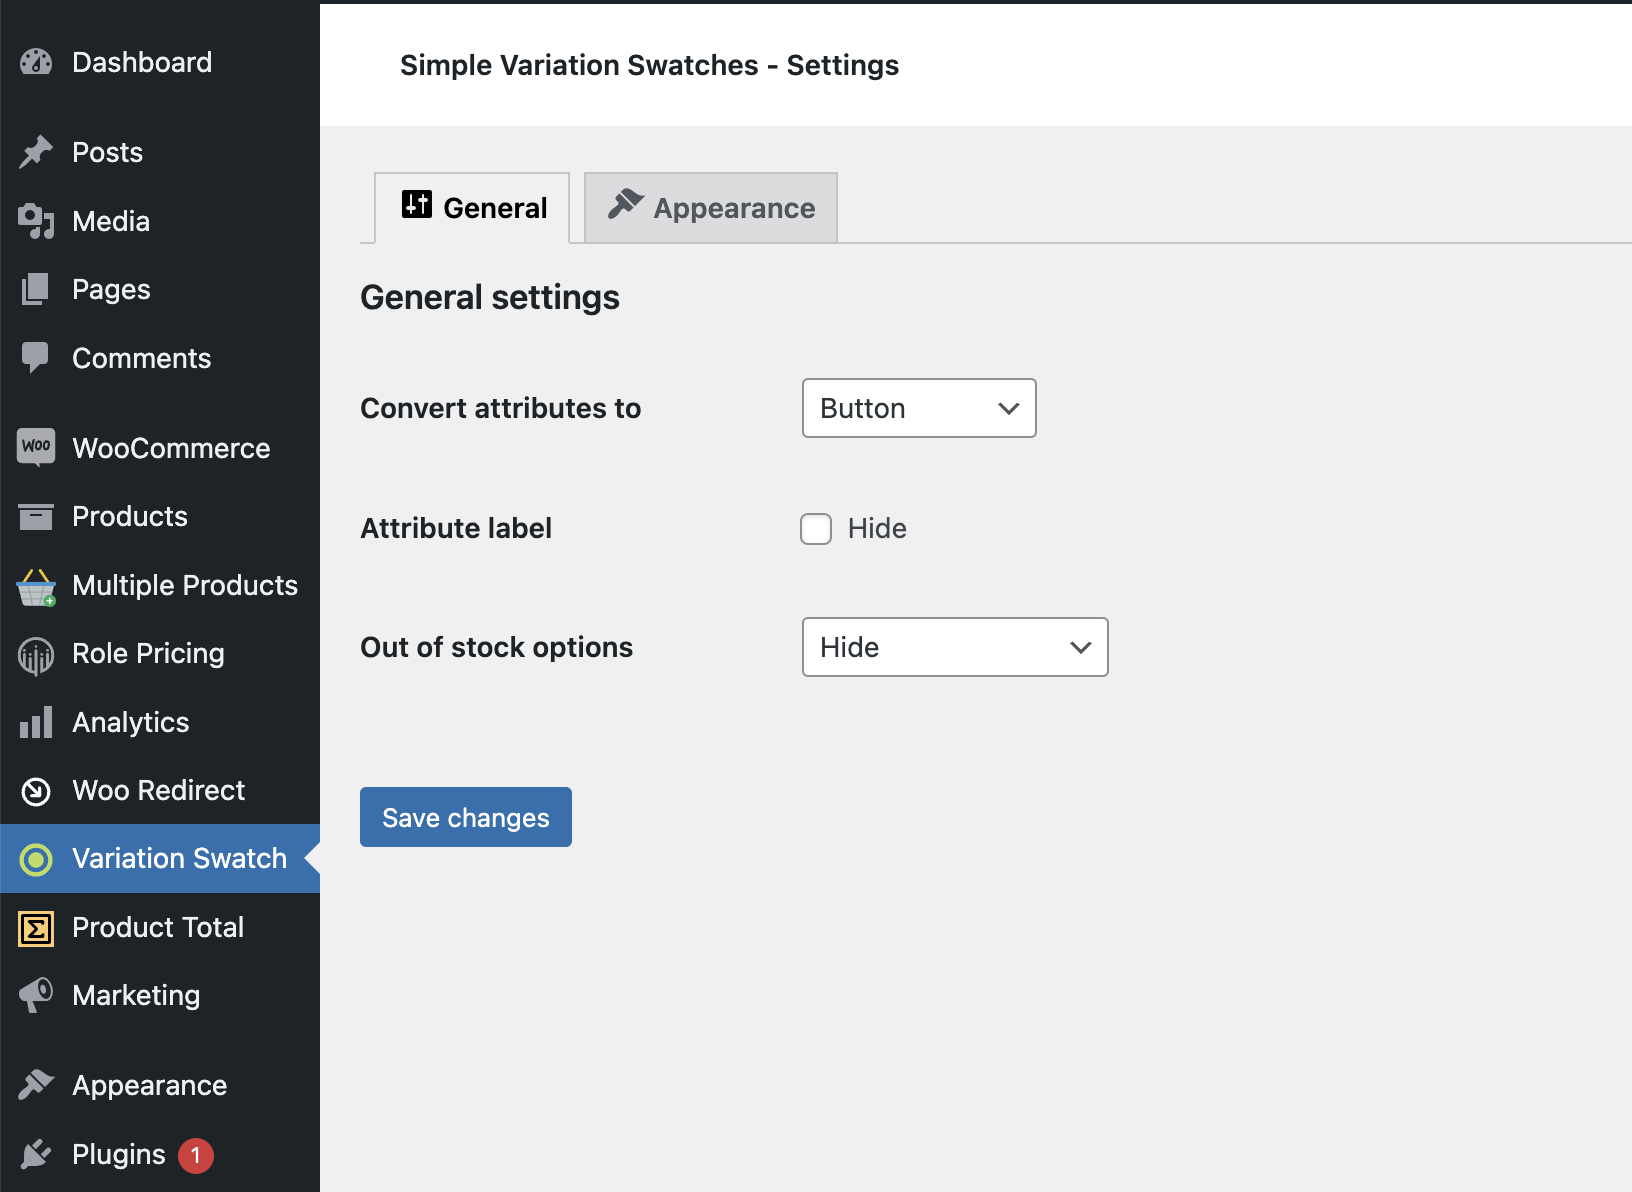 Dashboard
Posts
Media
Pages
Comments
Woo WooCommerce
Products
Multiple Products
Role Pricing
Analytics
Woo Redirect
Variation Swatch
Σ Product Total
Marketing
Appearance
Plugins 1
Simple Variation Swatches - Settings
General Appearance
General settings
Convert attributes to Button
Attribute label Hide
Out of stock options Hide
Save changes